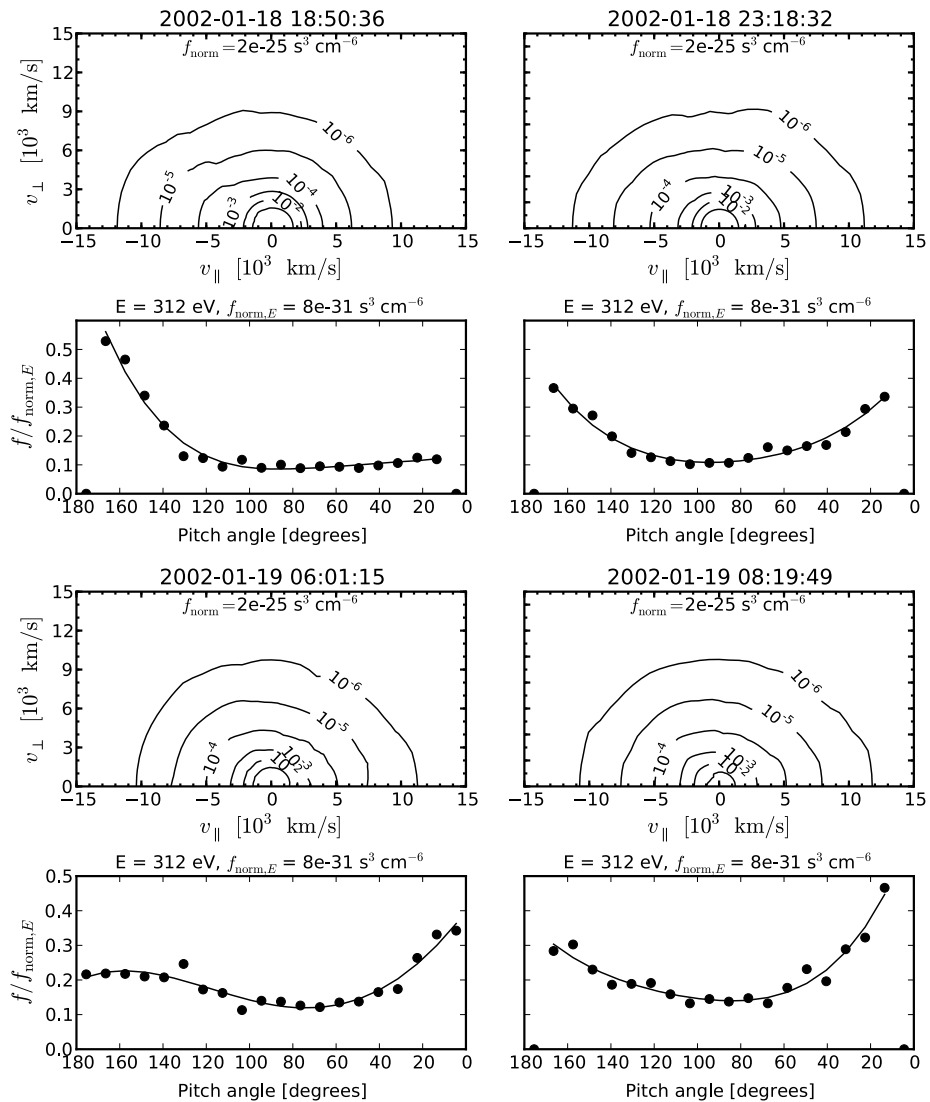 2002-01-18 18:50:36
f_norm=2e-25 s³ cm⁻⁶
15
12
9
6
3
0
v⊥ [10³ km/s]
10⁻⁶
10⁻⁵
10⁻⁴
10⁻³
10⁻²
−15 −10 −5 0 5 10 15
v∥ [10³ km/s]
2002-01-18 23:18:32
f_norm=2e-25 s³ cm⁻⁶
10⁻⁶
10⁻⁵
10⁻⁴
10⁻³
10⁻²
−15 −10 −5 0 5 10 15
v∥ [10³ km/s]
E = 312 eV, f_norm,E = 8e-31 s³ cm⁻⁶
0.5
0.4
0.3
0.2
0.1
0.0
f/f_norm,E
180 160 140 120 100 80 60 40 20 0
Pitch angle [degrees]
E = 312 eV, f_norm,E = 8e-31 s³ cm⁻⁶
180 160 140 120 100 80 60 40 20 0
Pitch angle [degrees]
2002-01-19 06:01:15
f_norm=2e-25 s³ cm⁻⁶
15
12
9
6
3
0
v⊥ [10³ km/s]
10⁻⁶
10⁻⁵
10⁻⁴
10⁻³
10⁻²
−15 −10 −5 0 5 10 15
v∥ [10³ km/s]
2002-01-19 08:19:49
f_norm=2e-25 s³ cm⁻⁶
10⁻⁶
10⁻⁵
10⁻⁴
10⁻³
10⁻²
−15 −10 −5 0 5 10 15
v∥ [10³ km/s]
E = 312 eV, f_norm,E = 8e-31 s³ cm⁻⁶
0.5
0.4
0.3
0.2
0.1
0.0
f/f_norm,E
180 160 140 120 100 80 60 40 20 0
Pitch angle [degrees]
E = 312 eV, f_norm,E = 8e-31 s³ cm⁻⁶
180 160 140 120 100 80 60 40 20 0
Pitch angle [degrees]